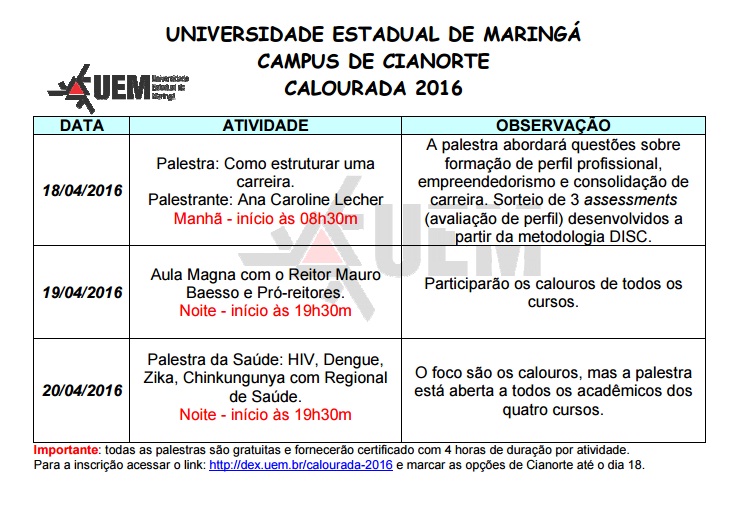 UNIVERSIDADE ESTADUAL DE MARINGÁ
CAMPUS DE CIANORTE
CALOURADA 2016
UEM
Universidade
Estadual de
Maringá
DATA
ATIVIDADE
OBSERVAÇÃO
18/04/2016
Palestra: Como estruturar uma
carreira.
Palestrante: Ana Caroline Lecher
Manhã - início às 08h30m
A palestra abordará questões sobre
formação de perfil profissional,
empreendedorismo e consolidação de
carreira. Sorteio de 3 assessments
(avaliação de perfil) desenvolvidos a
partir da metodologia DISC.
UEM
19/04/2016
Aula Magna com o Reitor Mauro
Baesso e Pró-reitores.
Noite - início às 19h30m
Participarão os calouros de todos os
cursos.
20/04/2016
Palestra da Saúde: HIV, Dengue,
Zika, Chinkungunya com Regional
de Saúde.
Noite - início às 19h30m
O foco são os calouros, mas a palestra
está aberta a todos os acadêmicos dos
quatro cursos.
Importante: todas as palestras são gratuitas e fornecerão certificado com 4 horas de duração por atividade.
Para a inscrição acessar o link: http://dex.uem.br/calourada-2016 e marcar as opções de Cianorte até o dia 18.